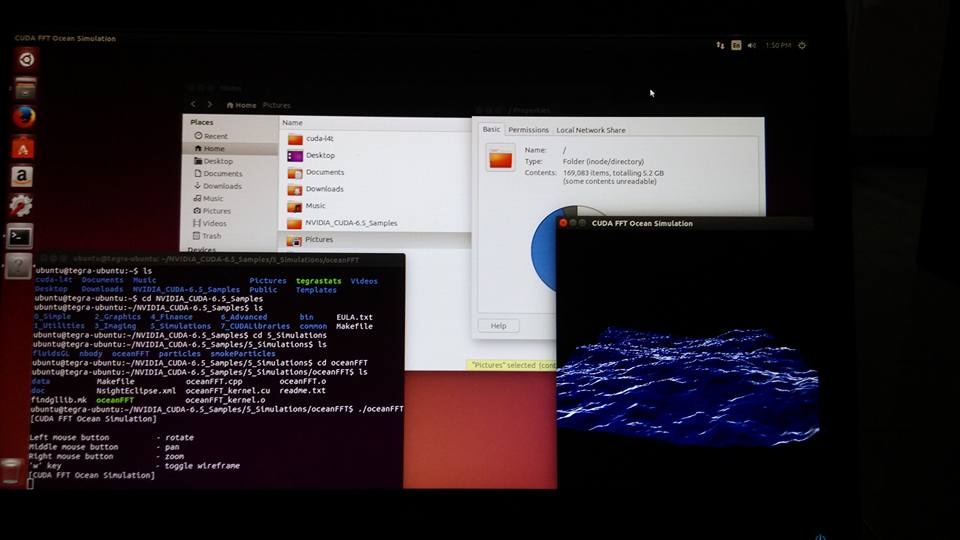 CUDA FFT Ocean Simulation
En
1:50 PM
Home
Home Pictures
Places
Recent
Home
Desktop
Documents
Downloads
Music
Pictures
Videos
Trash
Devices
Name
cuda-l4t
Desktop
Documents
Downloads
Music
NVIDIA_CUDA-6.5_Samples
Pictures
"Pictures" selected (cont
/ Properties
Basic Permissions Local Network Share
Name: /
Type: Folder (inode/directory)
Contents: 169,083 items, totalling 5.2 GB
(some contents unreadable)
Help
CUDA FFT Ocean Simulation
ubuntu@tegra-ubuntu: ~/NVIDIA_CUDA-6.5_Samples/5_Simulations/oceanFFT
ubuntu@tegra-ubuntu:~$ ls
cuda-l4t Documents Music Pictures tegrastats Videos
Desktop Downloads NVIDIA_CUDA-6.5_Samples Public Templates
ubuntu@tegra-ubuntu:~$ cd NVIDIA_CUDA-6.5_Samples
ubuntu@tegra-ubuntu:~/NVIDIA_CUDA-6.5_Samples$ ls
0_Simple 2_Graphics 4_Finance 6_Advanced bin EULA.txt
1_Utilities 3_Imaging 5_Simulations 7_CUDALibraries common Makefile
ubuntu@tegra-ubuntu:~/NVIDIA_CUDA-6.5_Samples$ cd 5_Simulations
ubuntu@tegra-ubuntu:~/NVIDIA_CUDA-6.5_Samples/5_Simulations$ ls
fluidsGL nbody oceanFFT particles smokeParticles
ubuntu@tegra-ubuntu:~/NVIDIA_CUDA-6.5_Samples/5_Simulations$ cd oceanFFT
ubuntu@tegra-ubuntu:~/NVIDIA_CUDA-6.5_Samples/5_Simulations/oceanFFT$ ls
data Makefile oceanFFT.cpp oceanFFT.o
doc NsightEclipse.xml oceanFFT_kernel.cu readme.txt
findgllib.mk oceanFFT oceanFFT_kernel.o
ubuntu@tegra-ubuntu:~/NVIDIA_CUDA-6.5_Samples/5_Simulations/oceanFFT$ ./oceanFFT
[CUDA FFT Ocean Simulation]
Left mouse button - rotate
Middle mouse button - pan
Right mouse button - zoom
'w' key - toggle wireframe
[CUDA FFT Ocean Simulation]